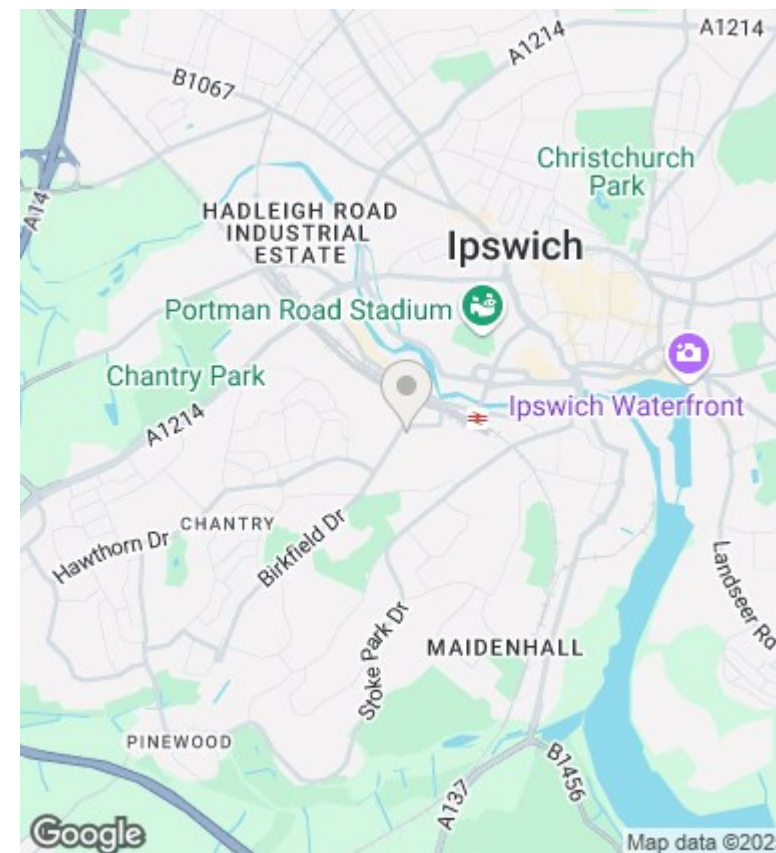 A1214
A1214
B1067
Christchurch
Park
A14
HADLEIGH ROAD
INDUSTRIAL
ESTATE
Ipswich
Portman Road Stadium
Chantry Park
Ipswich Waterfront
A1214
CHANTRY
Hawthorn Dr
Birkfield Dr
Landseer Rd
Stoke Park Dr
MAIDENHALL
PINEWOOD
A137
B1456
Google
Map data ©202